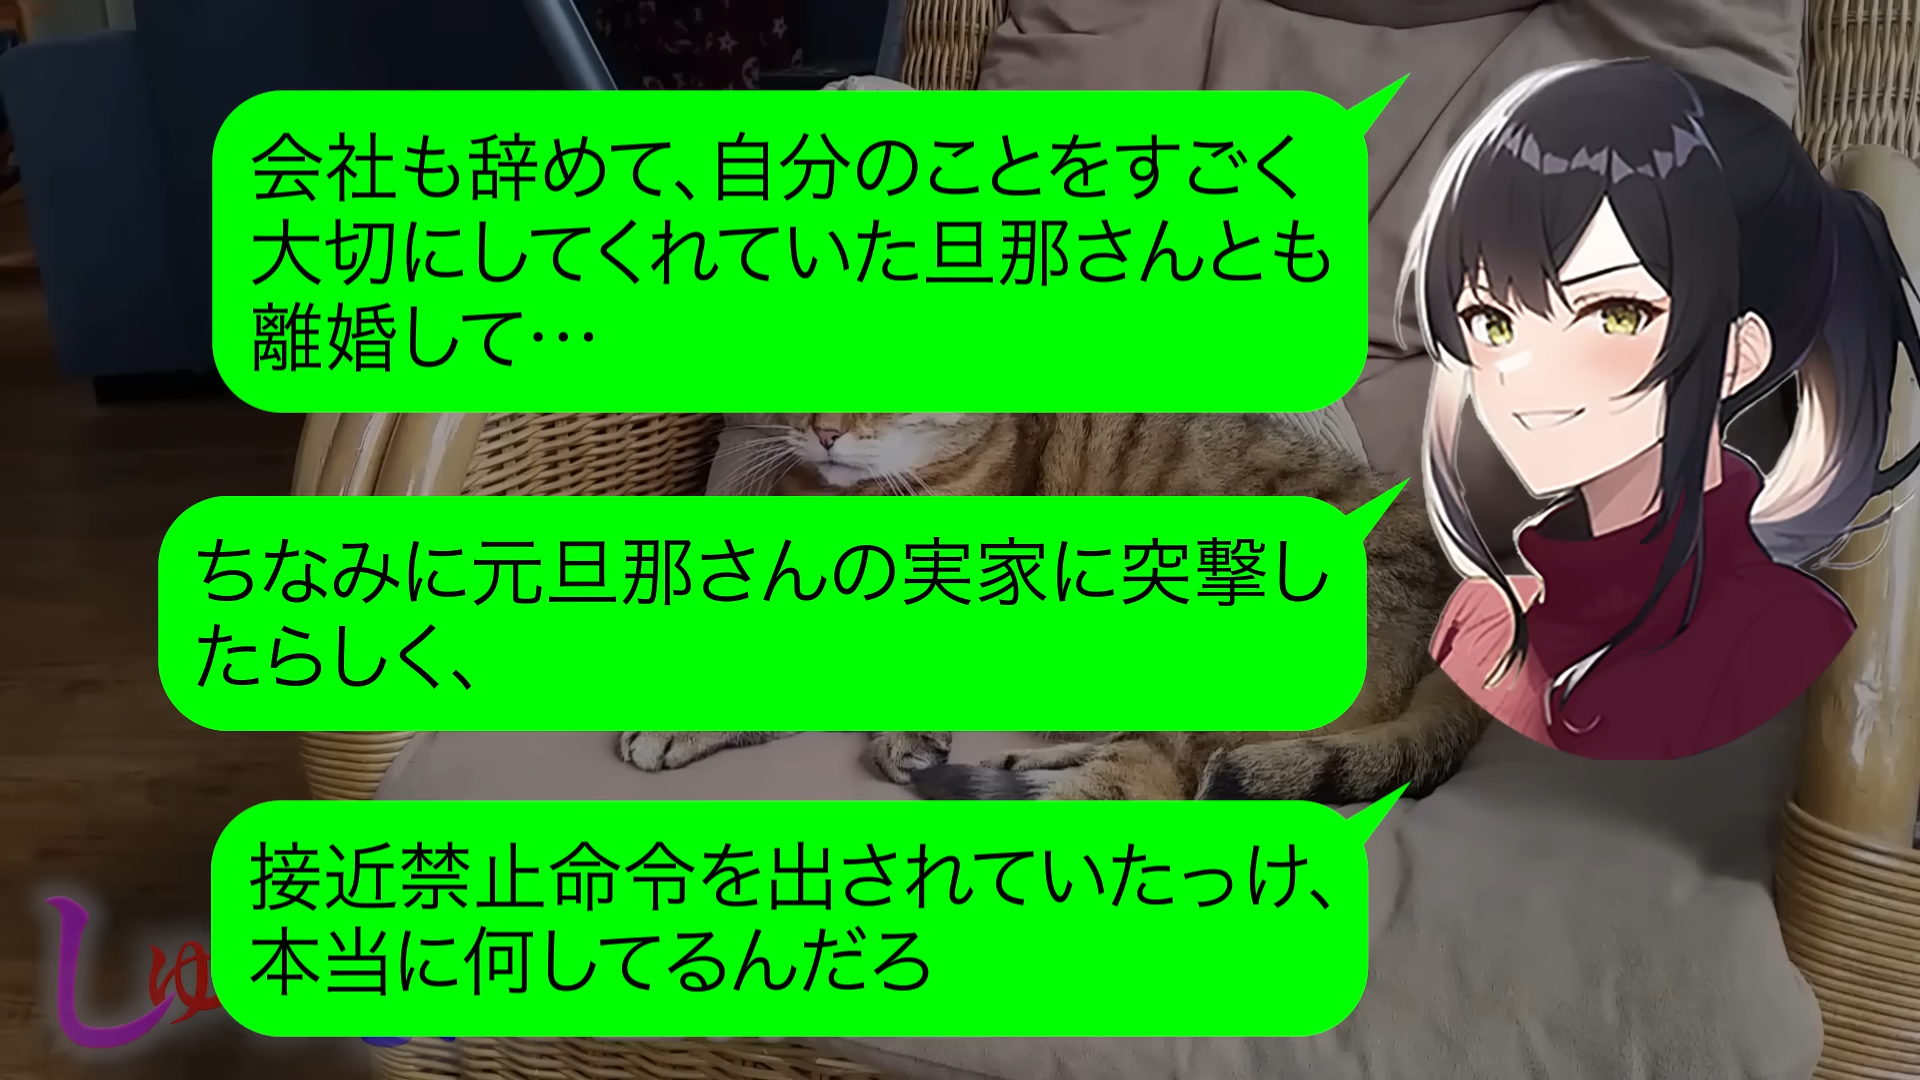 会社も辞めて、自分のことをすごく
大切にしてくれていた旦那さんとも
離婚して…
ちなみに元旦那さんの実家に突撃し
たらしく、
接近禁止命令を出されていたっけ、
本当に何してるんだろ
しゅ